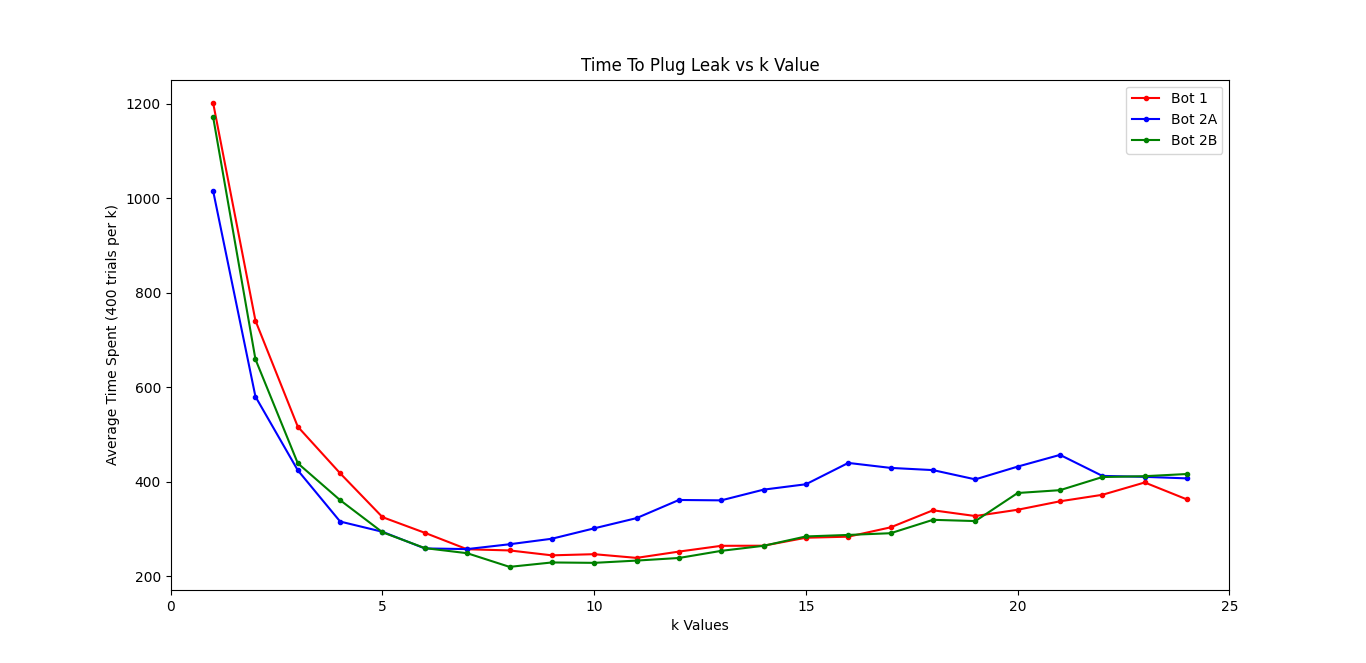 Time To Plug Leak vs k Value
Bot 1
Bot 2A
Bot 2B
Average Time Spent (400 trials per k)
1200
1000
800
600
400
200
0
5
10
15
20
25
k Values